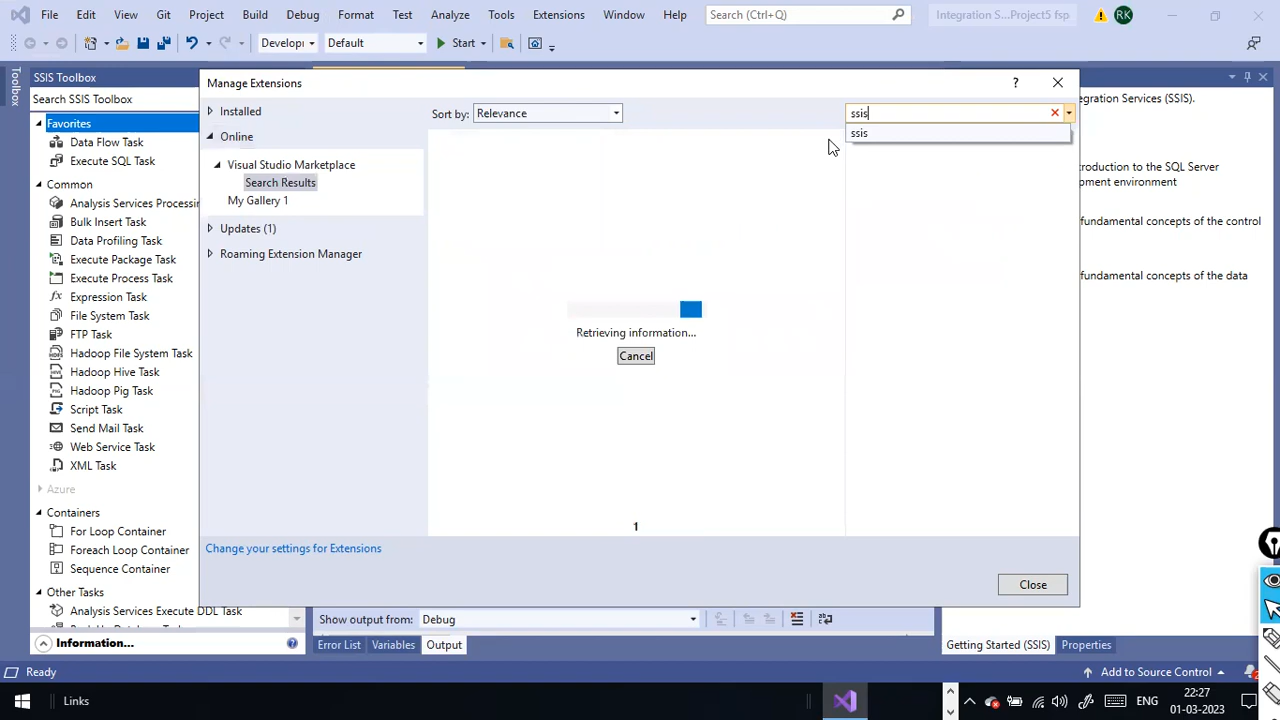 File Edit View Git Project Build Debug Format Test Analyze Tools Extensions Window Help Search (Ctrl+Q) Integration S...Project5 fsp RK
Developi Default Start
Toolbox
SSIS Toolbox
Search SSIS Toolbox
Favorites
Data Flow Task
Execute SQL Task
Common
Analysis Services Processin
Bulk Insert Task
Data Profiling Task
Execute Package Task
Execute Process Task
Expression Task
File System Task
FTP Task
Hadoop File System Task
Hadoop Hive Task
Hadoop Pig Task
Script Task
Send Mail Task
Web Service Task
XML Task
Azure
Containers
For Loop Container
Foreach Loop Container
Sequence Container
Other Tasks
Analysis Services Execute DDL Task
Information...
Manage Extensions
Installed
Online
Visual Studio Marketplace
Search Results
My Gallery 1
Updates (1)
Roaming Extension Manager
Change your settings for Extensions
Sort by: Relevance
ssis
ssis
Retrieving information...
Cancel
1
Close
egration Services (SSIS).
roduction to the SQL Server
pment environment
fundamental concepts of the control
fundamental concepts of the data
Show output from: Debug
Error List Variables Output
Getting Started (SSIS) Properties
Ready
Add to Source Control
Links
ENG
22:27
01-03-2023